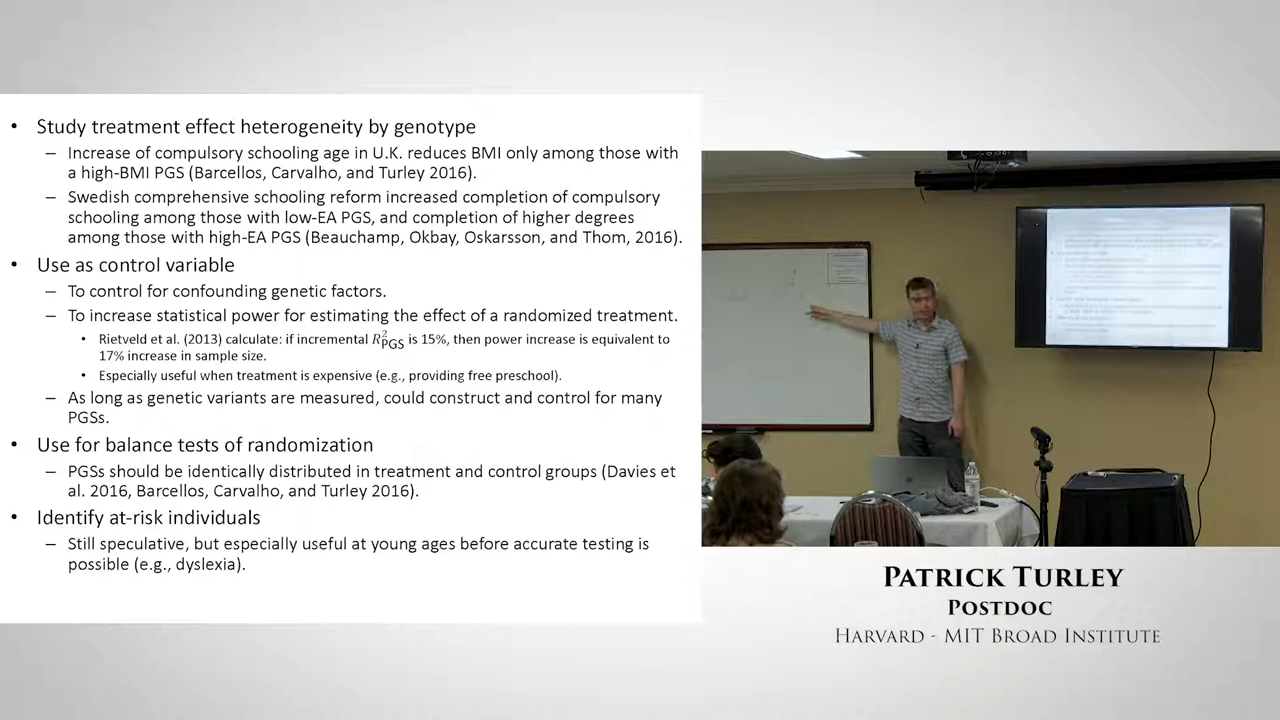 • Study treatment effect heterogeneity by genotype
– Increase of compulsory schooling age in U.K. reduces BMI only among those with
a high-BMI PGS (Barcellos, Carvalho, and Turley 2016).
– Swedish comprehensive schooling reform increased completion of compulsory
schooling among those with low-EA PGS, and completion of higher degrees
among those with high-EA PGS (Beauchamp, Okbay, Oskarsson, and Thom, 2016).
• Use as control variable
– To control for confounding genetic factors.
– To increase statistical power for estimating the effect of a randomized treatment.
• Rietveld et al. (2013) calculate: if incremental R²PGS is 15%, then power increase is equivalent to
17% increase in sample size.
• Especially useful when treatment is expensive (e.g., providing free preschool).
– As long as genetic variants are measured, could construct and control for many
PGSs.
• Use for balance tests of randomization
– PGSs should be identically distributed in treatment and control groups (Davies et
al. 2016, Barcellos, Carvalho, and Turley 2016).
• Identify at-risk individuals
– Still speculative, but especially useful at young ages before accurate testing is
possible (e.g., dyslexia).
Patrick Turley
Postdoc
Harvard - MIT Broad Institute